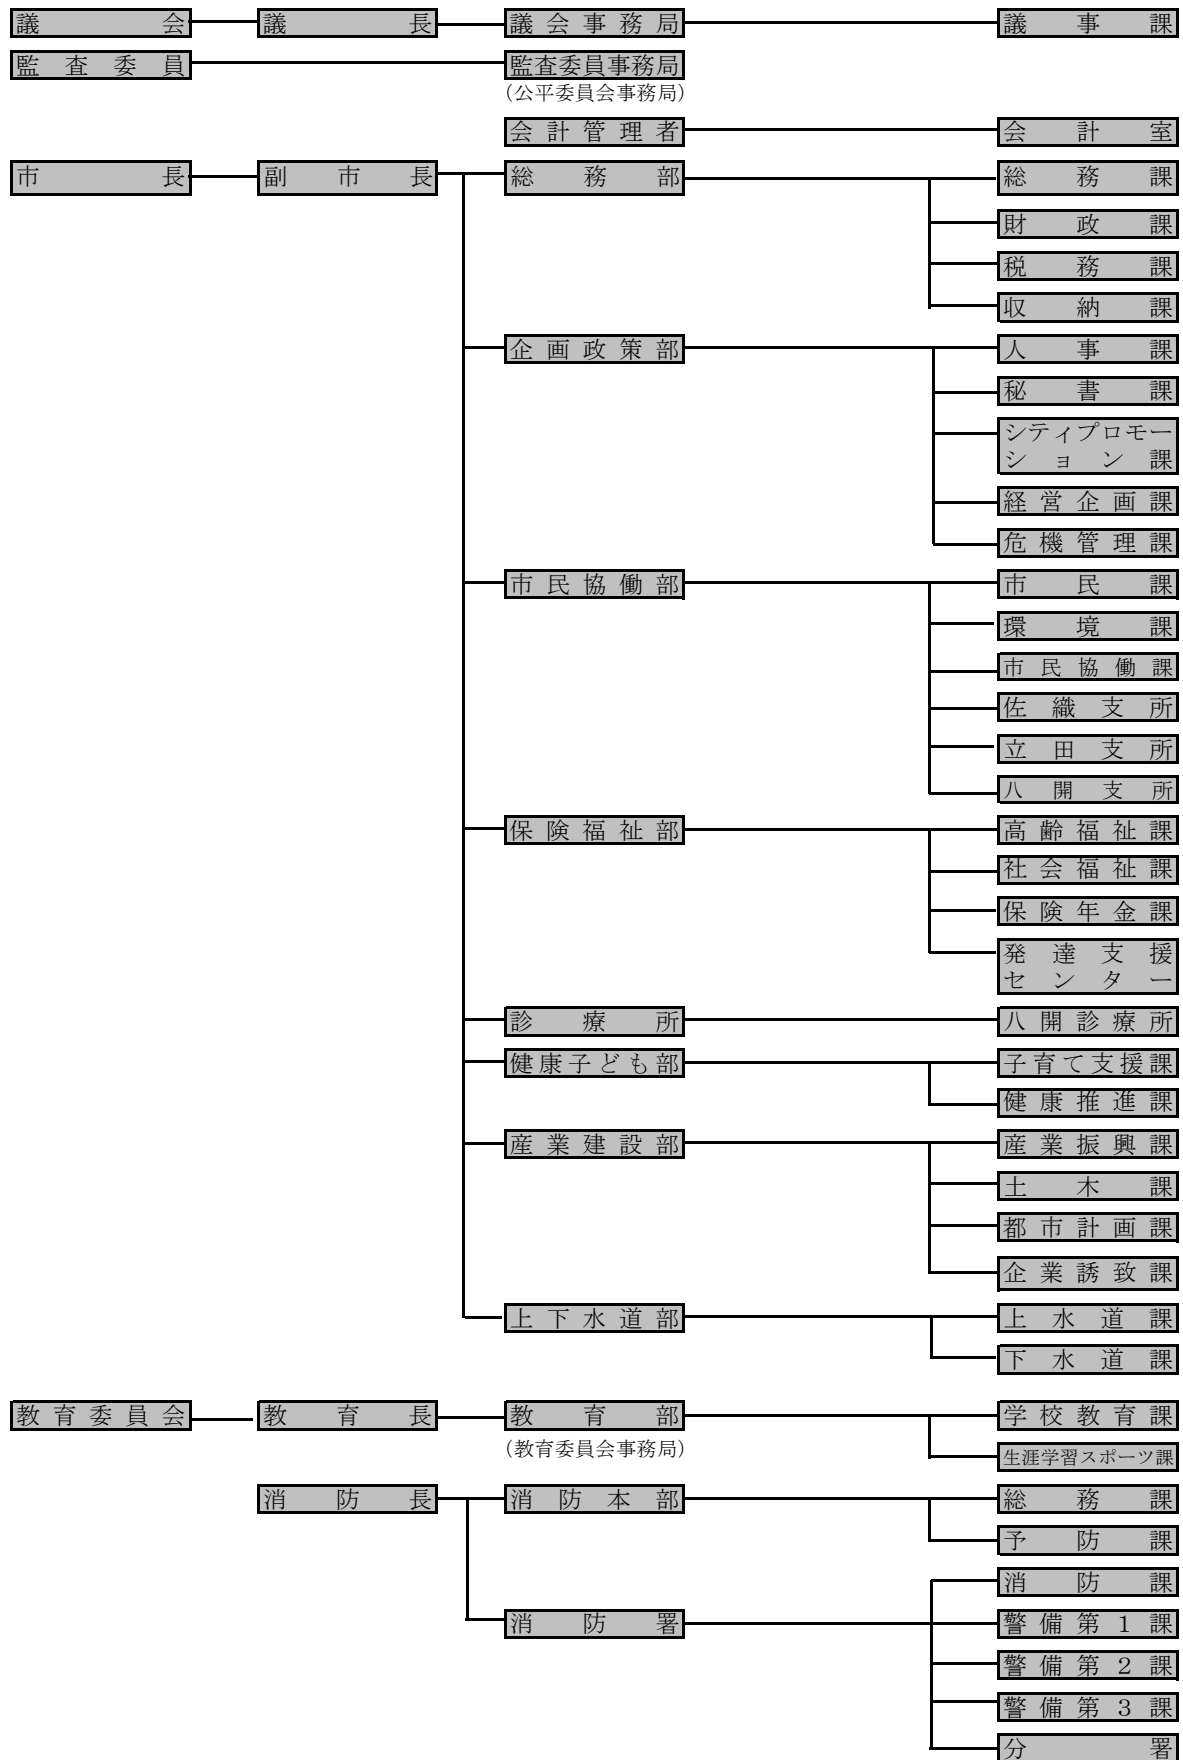 議会 議長 議会事務局 議事課
監査委員 監査委員事務局
（公平委員会事務局）
会計管理者 会計室
市長 副市長 総務部 総務課
財政課
税務課
収納課
企画政策部 人事課
秘書課
シティプロモー
ション課
経営企画課
危機管理課
市民協働部 市民課
環境課
市民協働課
佐織支所
立田支所
八開支所
保険福祉部 高齢福祉課
社会福祉課
保険年金課
発達支援
センター
診療所 八開診療所
健康子ども部 子育て支援課
健康推進課
産業建設部 産業振興課
土木課
都市計画課
企業誘致課
上下水道部 上水道課
下水道課
教育委員会 教育長 教育部 学校教育課
（教育委員会事務局）
生涯学習スポーツ課
消防長 消防本部 総務課
予防課
消防課
消防署 警備第１課
警備第２課
警備第３課
分署